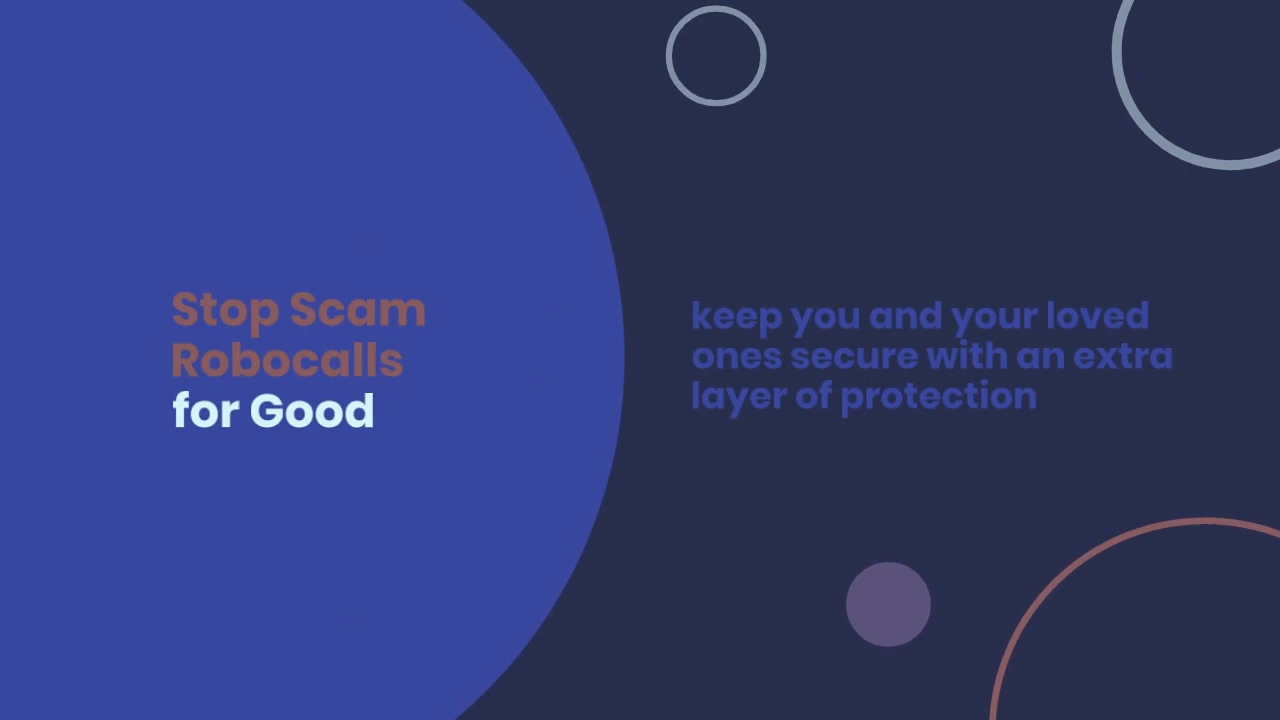 Stop Scam
Robocalls
for Good
keep you and your loved
ones secure with an extra
layer of protection